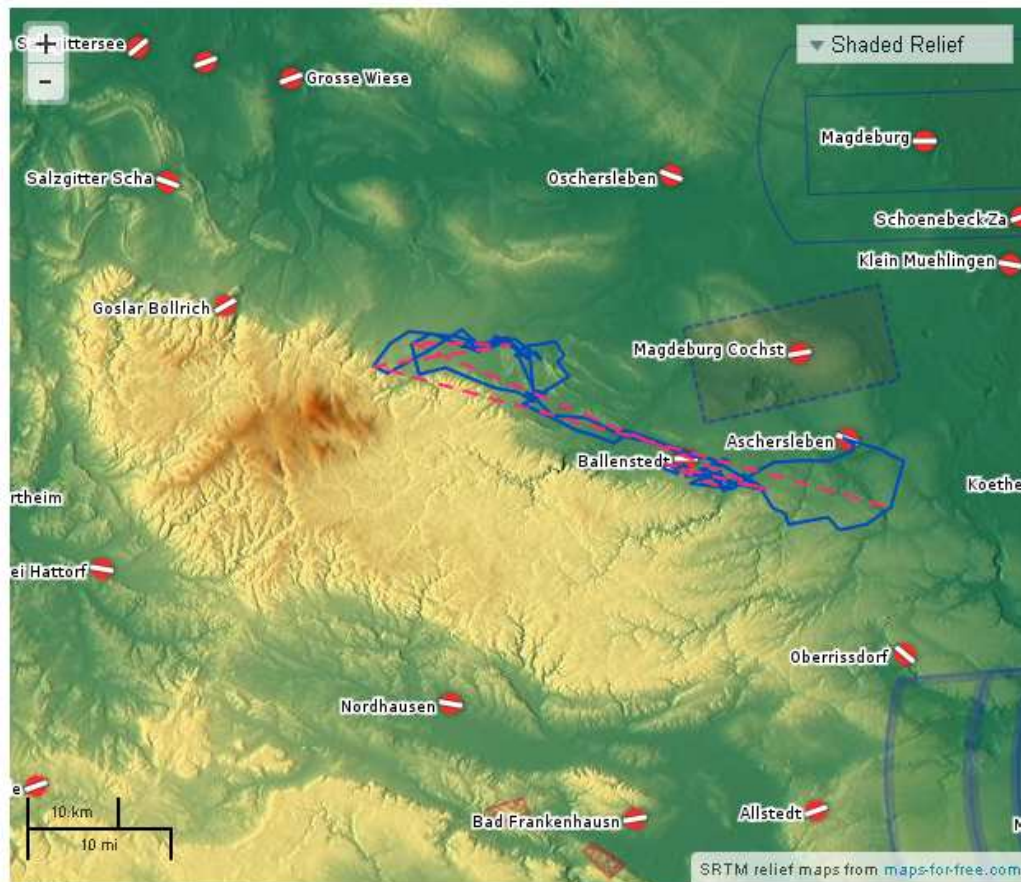 +
Shaded Relief
-
Grosse Wiese
Magdeburg
Salzgitter Scha
Oschersleben
Schoenebeck Za
Klein Muehlingen
Goslar Bollrich
Magdeburg Cochst
Aschersleben
Ballenstedt
Koethe
rtheim
ei Hattorf
Oberrissdorf
Nordhausen
e
10 km
Bad Frankenhausn
Allstedt
10 mi
SRTM relief maps from maps-for-free.com